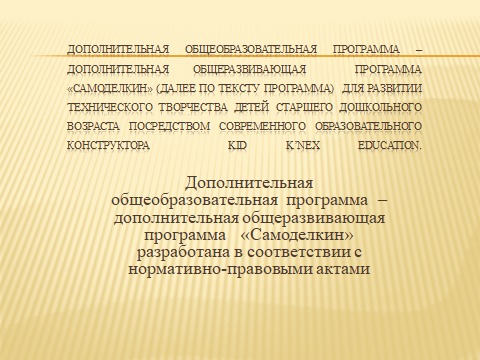 ДОПОЛНИТЕЛЬНАЯ ОБЩЕОБРАЗОВАТЕЛЬНАЯ ПРОГРАММА –
ДОПОЛНИТЕЛЬНАЯ ОБЩЕРАЗВИВАЮЩАЯ ПРОГРАММА
«САМОДЕЛКИН» (ДАЛЕЕ ПО ТЕКСТУ ПРОГРАММА) ДЛЯ РАЗВИТИИ
ТЕХНИЧЕСКОГО ТВОРЧЕСТВА ДЕТЕЙ СТАРШЕГО ДОШКОЛЬНОГО
ВОЗРАСТА ПОСРЕДСТВОМ СОВРЕМЕННОГО ОБРАЗОВАТЕЛЬНОГО
КОНСТРУКТОРА KID K'NEX EDUCATION.
Дополнительная
общеобразовательная программа –
дополнительная общеразвивающая
программа «Самоделкин»
разработана в соответствии с
нормативно-правовыми актами